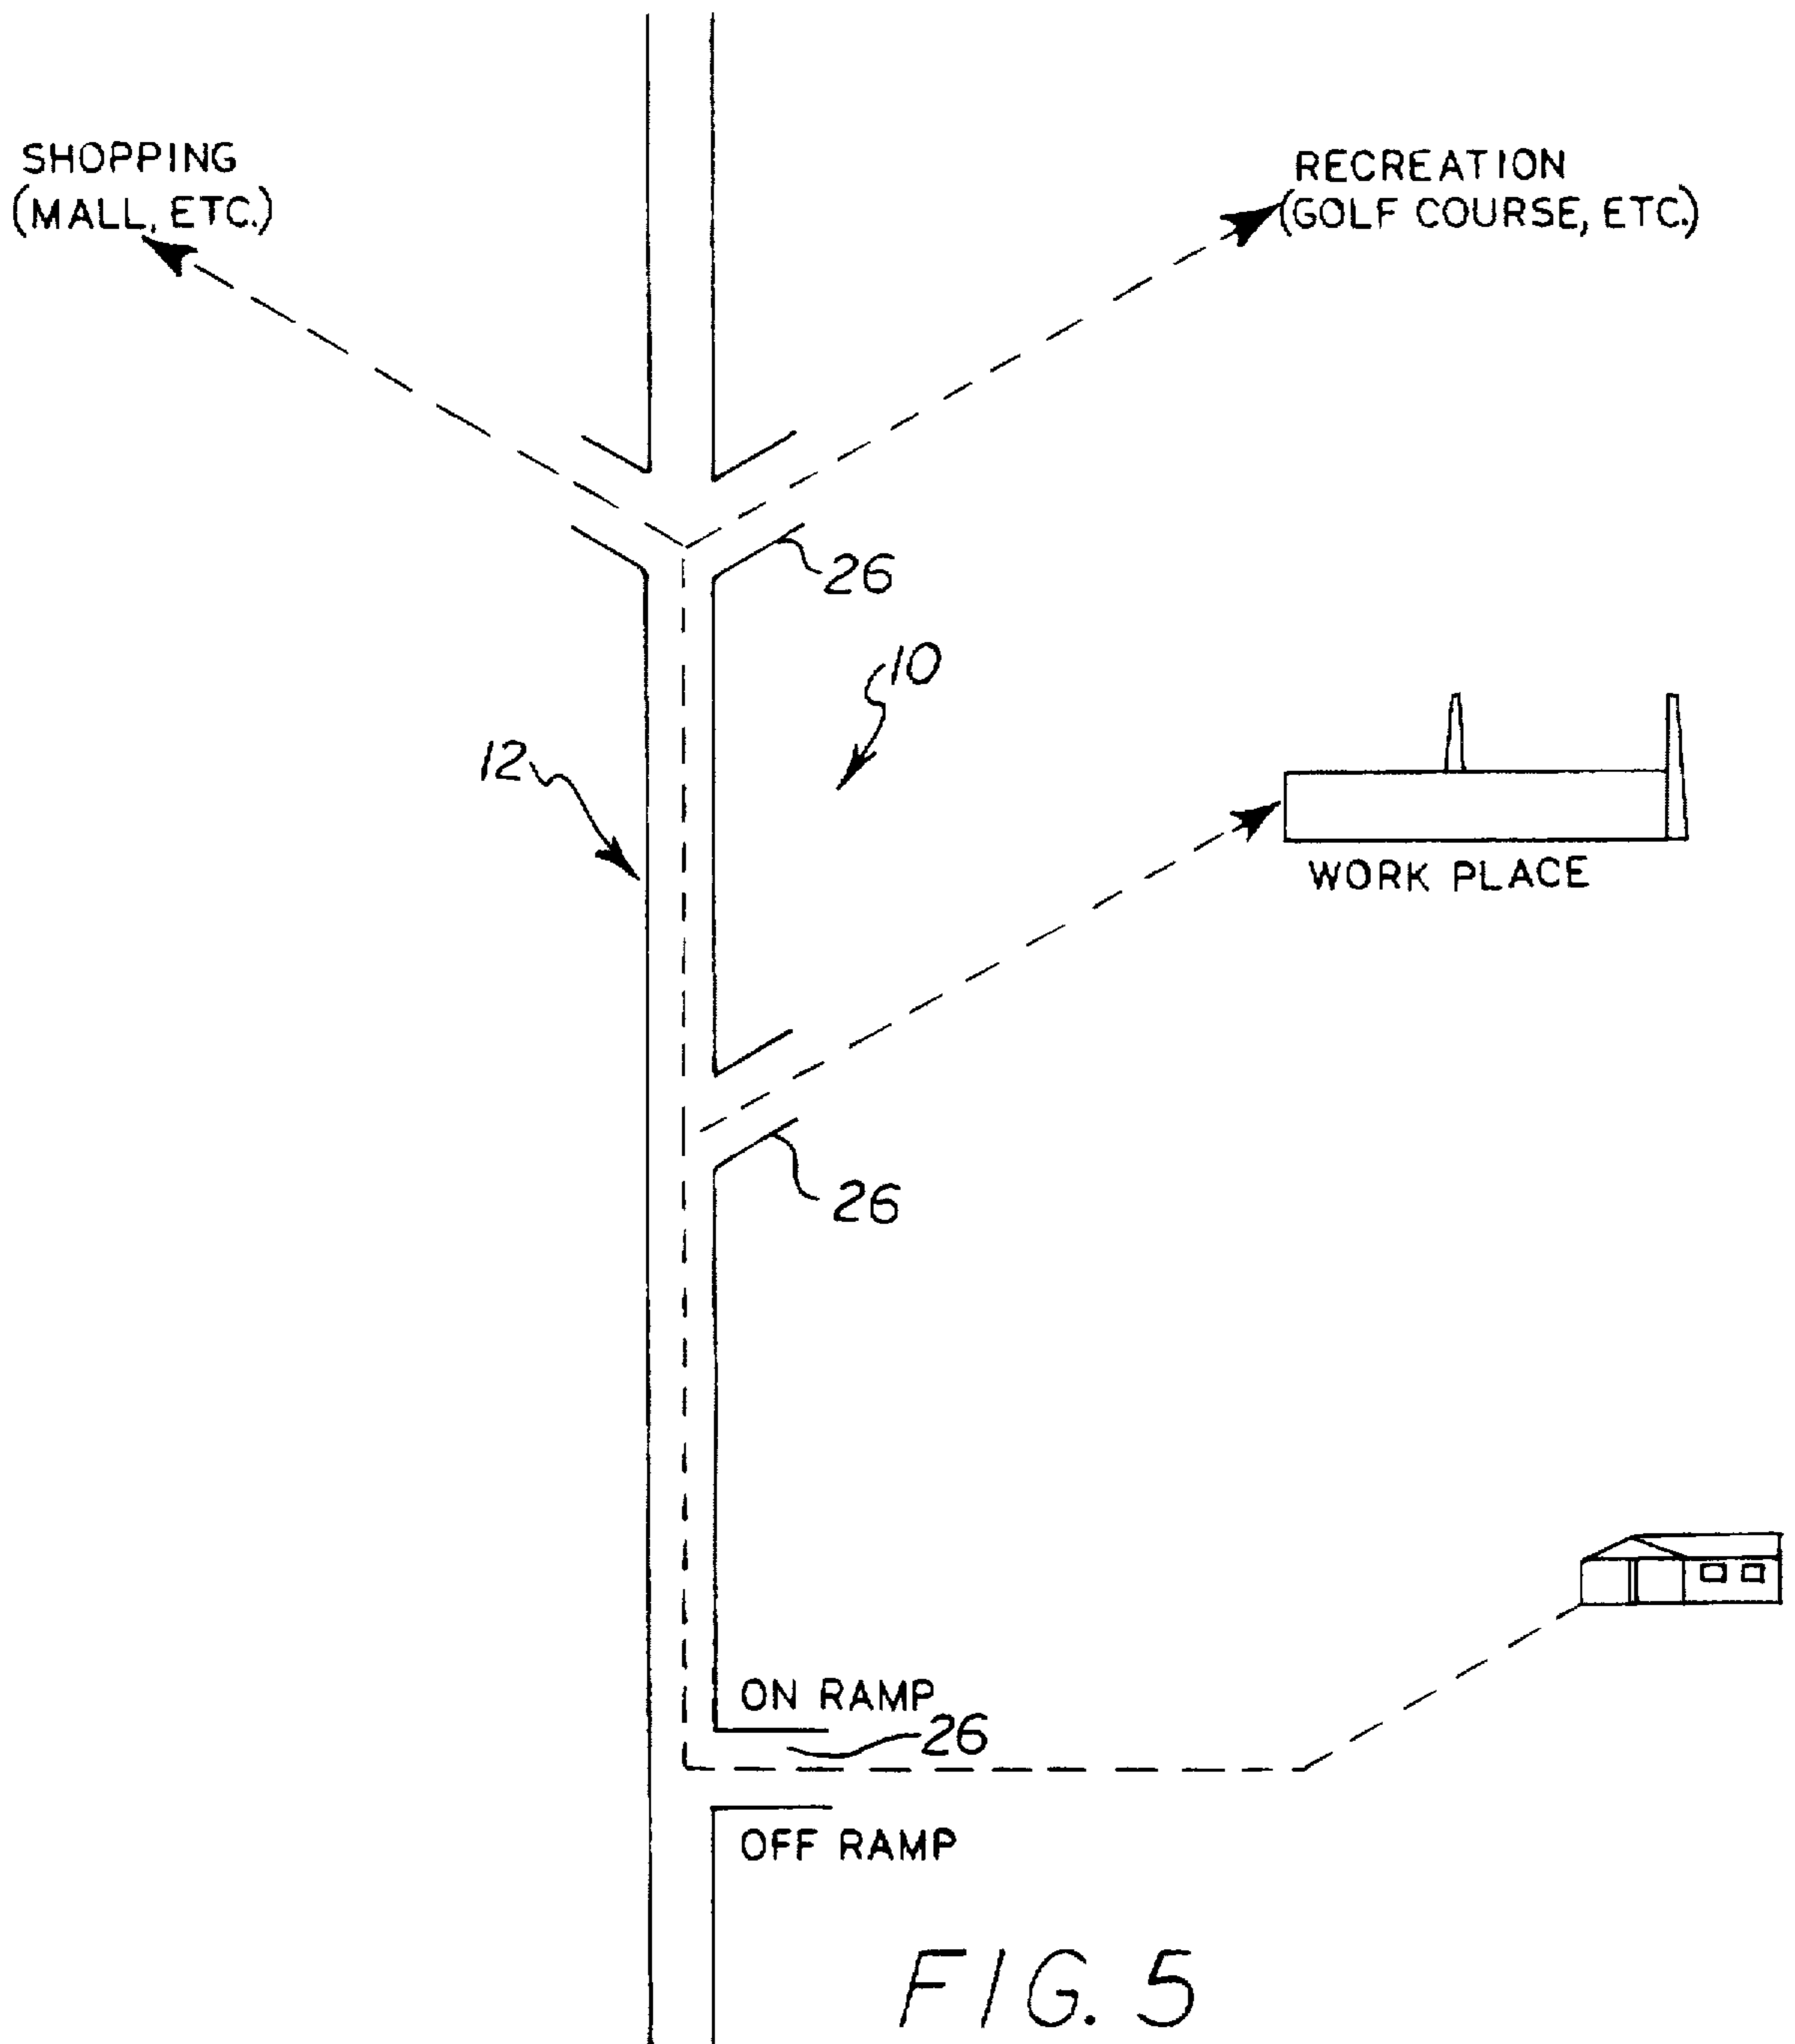 SHOPPING
(MALL, ETC.)
RECREATION
(GOLF COURSE, ETC.)
26
10
12
WORK PLACE
26
ON RAMP
26
OFF RAMP
FIG. 5